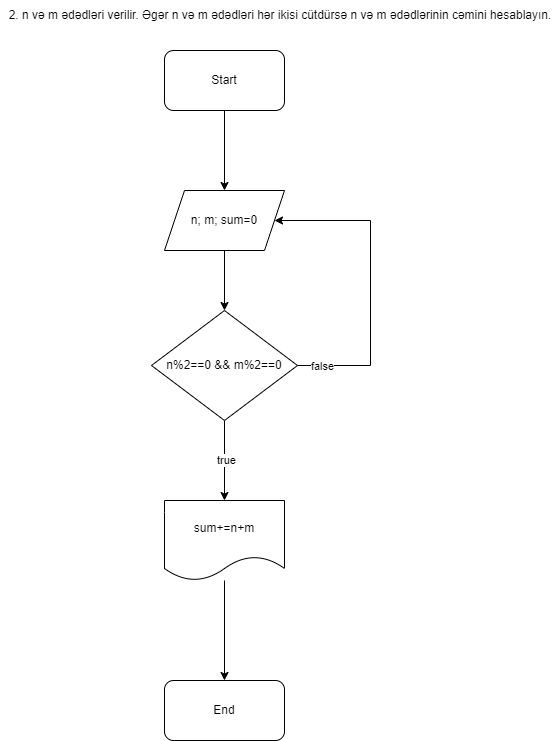 2. n və m ədədləri verilir. Əgər n və m ədədləri hər ikisi cütdürsə n və m ədədlərinin cəmini hesablayın.
Start
n; m; sum=0
n%2==0 && m%2==0
false
true
sum+=n+m
End